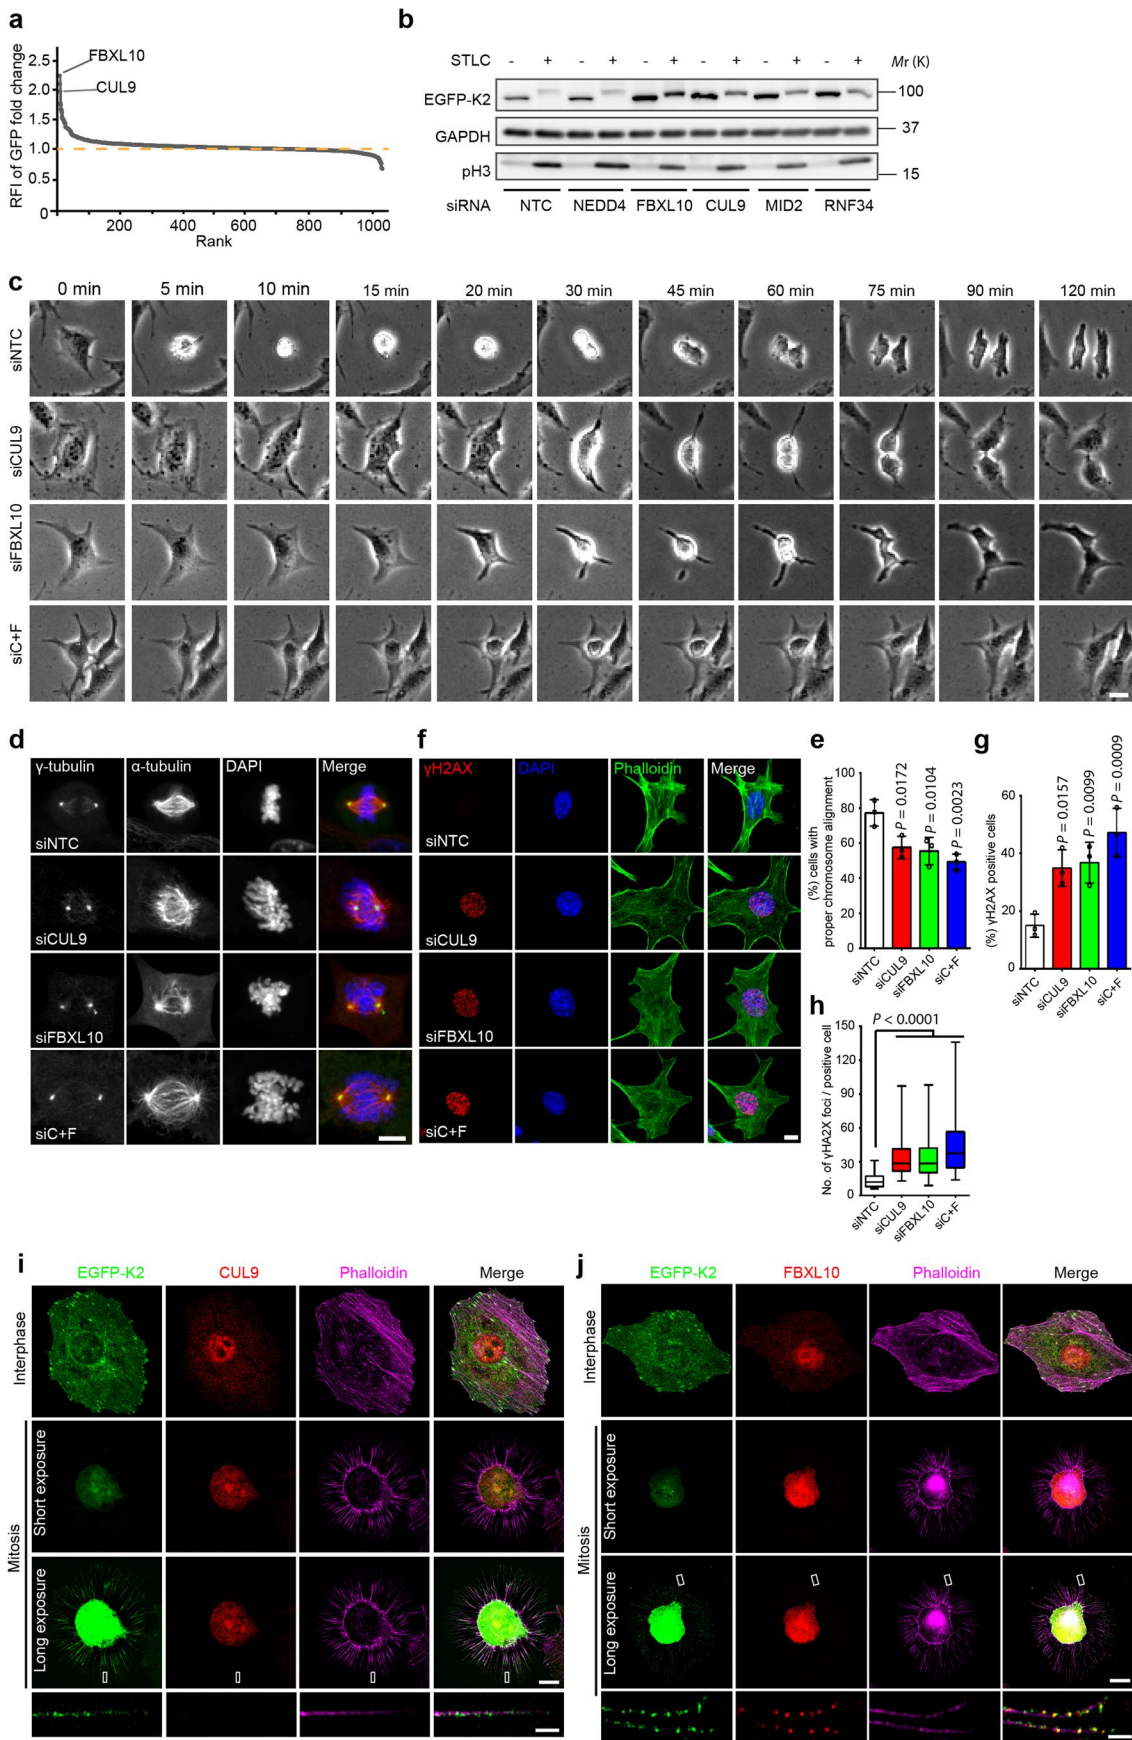 a
RFI of GFP fold change
2.5
2.0
1.5
1.0
0.5
0
FBXL10
CUL9
200
400
600
800
1000
Rank
b
STLC - + - + - + - + - + - + Mr (K)
EGFP-K2 100
GAPDH 37
pH3 15
siRNA NTC NEDD4 FBXL10 CUL9 MID2 RNF34
c
0 min 5 min 10 min 15 min 20 min 30 min 45 min 60 min 75 min 90 min 120 min
siNTC
siCUL9
siFBXL10
siC+F
d
γ-tubulin α-tubulin DAPI Merge
siNTC
siCUL9
siFBXL10
siC+F
f
γH2AX DAPI Phalloidin Merge
siNTC
siCUL9
siFBXL10
siC+F
e
(%) cells with
proper chromosome alignment
100
80
60
40
20
0
P = 0.0172
P = 0.0104
P = 0.0023
siNTC
siCUL9
siFBXL10
siC+F
g
(%) γH2AX positive cells
60
40
20
0
P = 0.0157
P = 0.0099
P = 0.0009
siNTC
siCUL9
siFBXL10
siC+F
h
No. of γHA2X foci / positive cell
150
120
90
60
30
0
P < 0.0001
siNTC
siCUL9
siFBXL10
siC+F
i
EGFP-K2 CUL9 Phalloidin Merge
Interphase
Mitosis
Short exposure
Long exposure
j
EGFP-K2 FBXL10 Phalloidin Merge
Interphase
Mitosis
Short exposure
Long exposure